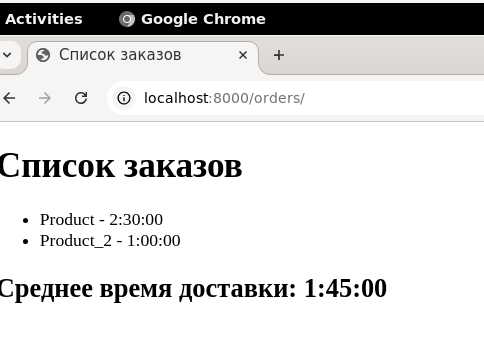 Activities Google Chrome
Список заказов
localhost:8000/orders/
Список заказов
Product - 2:30:00
Product_2 - 1:00:00
Среднее время доставки: 1:45:00